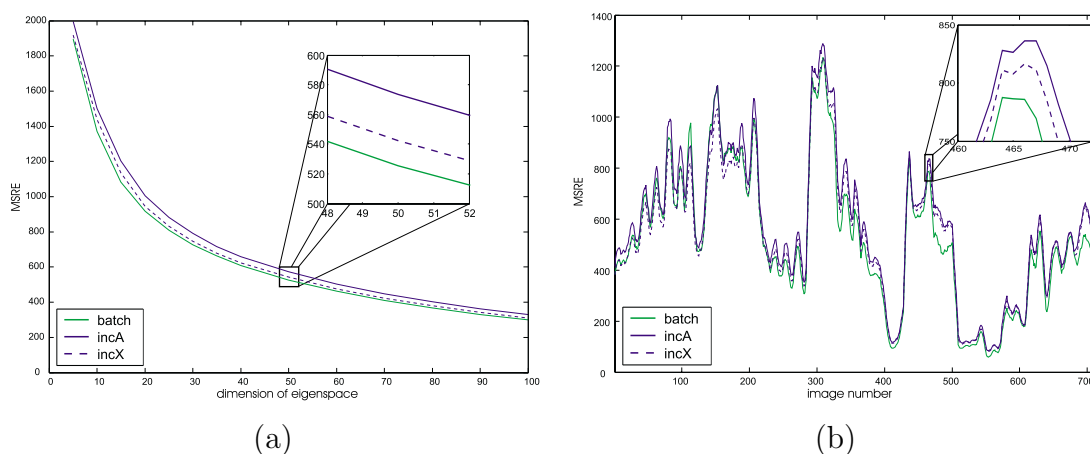 2000
1800
1600
1400
1200
1000
800
600
400
200
0
MSRE
0 10 20 30 40 50 60 70 80 90 100
dimension of eigenspace
600
580
560
540
520
500
48 49 50 51 52
batch
incA
incX
(a)
1400
1200
1000
800
600
400
200
0
MSRE
100 200 300 400 500 600 700
image number
850
800
750
460 465 470
batch
incA
incX
(b)